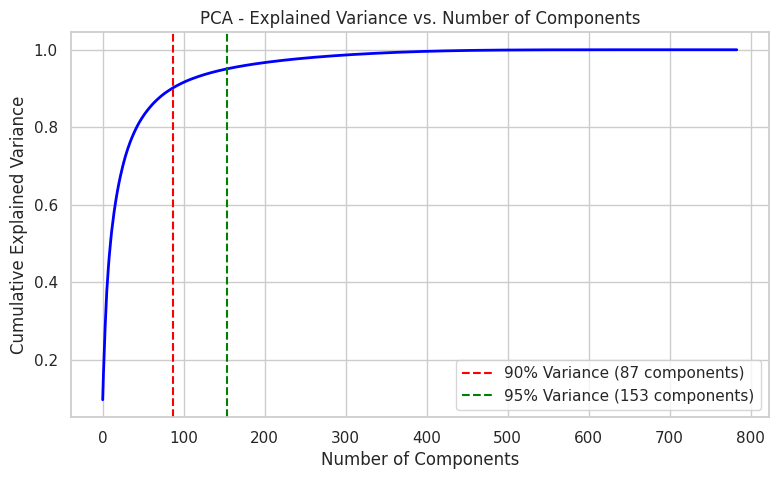 PCA - Explained Variance vs. Number of Components
Cumulative Explained Variance
1.0
0.8
0.6
0.4
0.2
90% Variance (87 components)
95% Variance (153 components)
0 100 200 300 400 500 600 700 800
Number of Components